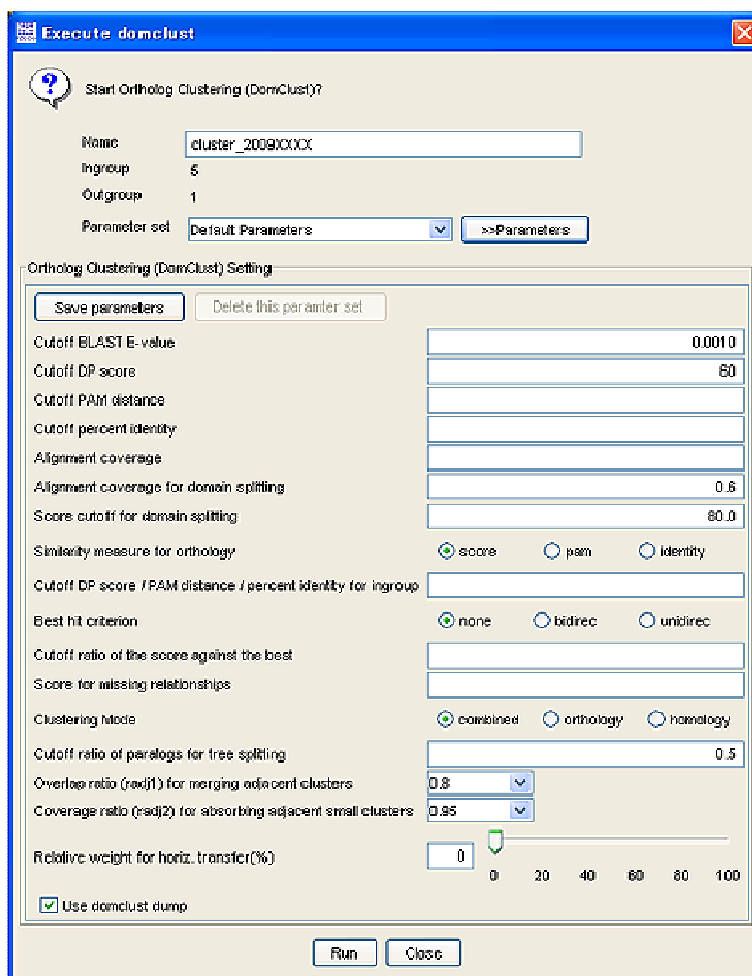 Execute domclust
Start Ortholog Clustering (DomClust)?
Name cluster_2009XXXX
Ingroup 5
Outgroup 1
Parameter set Default Parameters >>Parameters
Ortholog Clustering (DomClust) Setting
Save parameters Delete this paramter set
Cutoff BLAST E-value 0.0010
Cutoff DP score 60
Cutoff PAM distance
Cutoff percent identity
Alignment coverage
Alignment coverage for domain splitting 0.6
Score cutoff for domain splitting 80.0
Similarity measure for orthology score pam identity
Cutoff DP score / PAM distance / percent identity for ingroup
Best hit criterion none bidirec unidirec
Cutoff ratio of the score against the best
Score for missing relationships
Clustering Mode combined orthology homology
Cutoff ratio of paralogs for tree splitting 0.5
Overlap ratio (radj1) for merging adjacent clusters 0.8
Coverage ratio (radj2) for absorbing adjacent small clusters 0.95
Relative weight for horiz. transfer(%) 0
0 20 40 60 80 100
Use domclust dump
Run Close